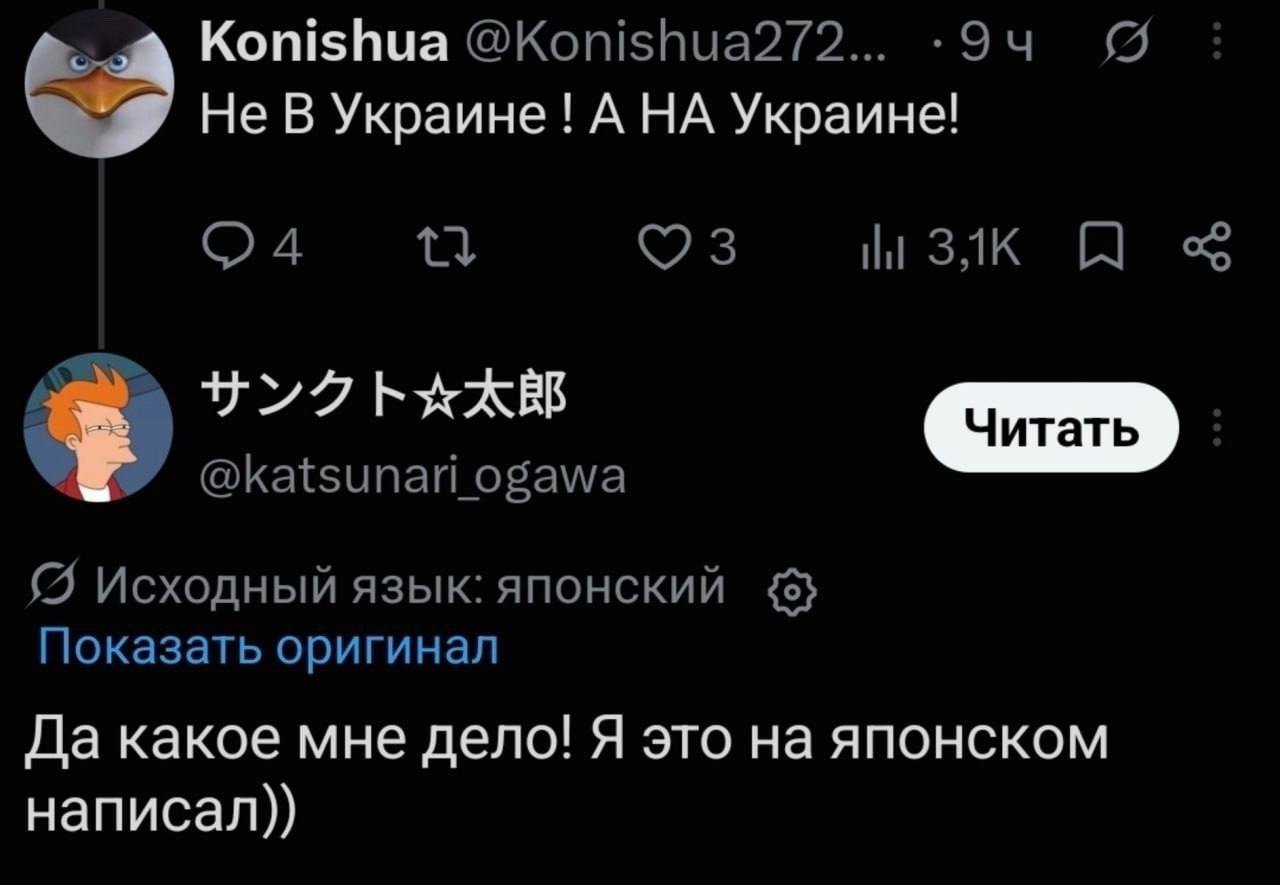 Konishua @Konishua272... · 9 ч
Не В Украине ! А НА Украине!
4 3 3,1K
サンクト☆太郎
Читать
@katsunari_ogawa
Исходный язык: японский
Показать оригинал
Да какое мне дело! Я это на японском
написал))